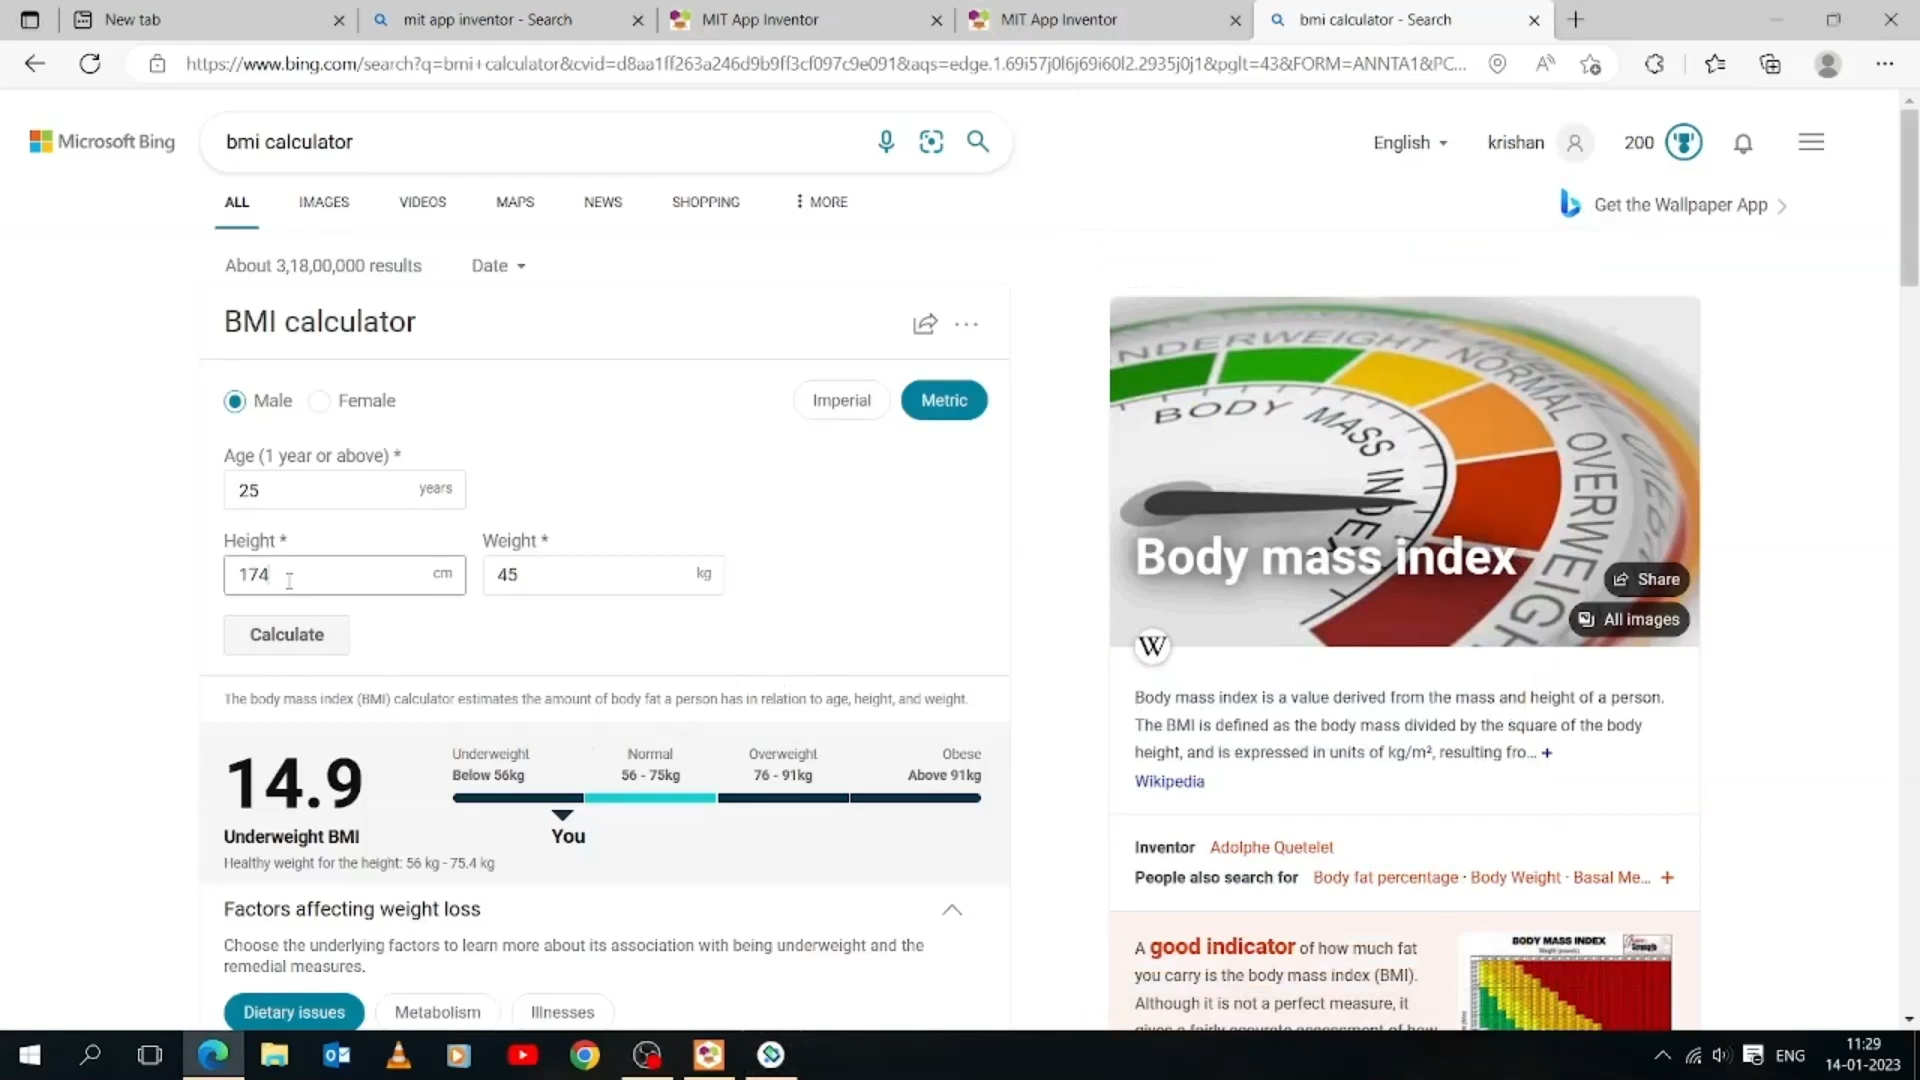 New tab
mit app inventor - Search
MIT App Inventor
MIT App Inventor
bmi calculator - Search
https://www.bing.com/search?q=bmi+calculator&cvid=d8aa1ff263a246d9b9ff3cf097c9e091&aqs=edge.1.69i57j0l6j69i60l2.2935j0j1&pglt=43&FORM=ANNTA1&PC...
Microsoft Bing
bmi calculator
English
krishan
200
ALL
IMAGES
VIDEOS
MAPS
NEWS
SHOPPING
MORE
Get the Wallpaper App
About 3,18,00,000 results
Date
BMI calculator
Male
Female
Imperial
Metric
Age (1 year or above) *
25 years
Height *
Weight *
174 cm
45 kg
Calculate
The body mass index (BMI) calculator estimates the amount of body fat a person has in relation to age, height, and weight.
14.9
Underweight BMI
Healthy weight for the height: 56 kg - 75.4 kg
Underweight
Below 56kg
Normal
56 - 75kg
Overweight
76 - 91kg
Obese
Above 91kg
You
Factors affecting weight loss
Choose the underlying factors to learn more about its association with being underweight and the
remedial measures.
Dietary issues
Metabolism
Illnesses
UNDERWEIGHT NORMAL OVERWEIGHT
BODY MASS INDEX
Body mass index
Share
All images
W
Body mass index is a value derived from the mass and height of a person.
The BMI is defined as the body mass divided by the square of the body
height, and is expressed in units of kg/m², resulting fro... +
Wikipedia
Inventor Adolphe Quetelet
People also search for Body fat percentage · Body Weight · Basal Me... +
A good indicator of how much fat
you carry is the body mass index (BMI).
Although it is not a perfect measure, it
gives a fairly accurate assessment of how
BODY MASS INDEX
ENG
11:29
14-01-2023